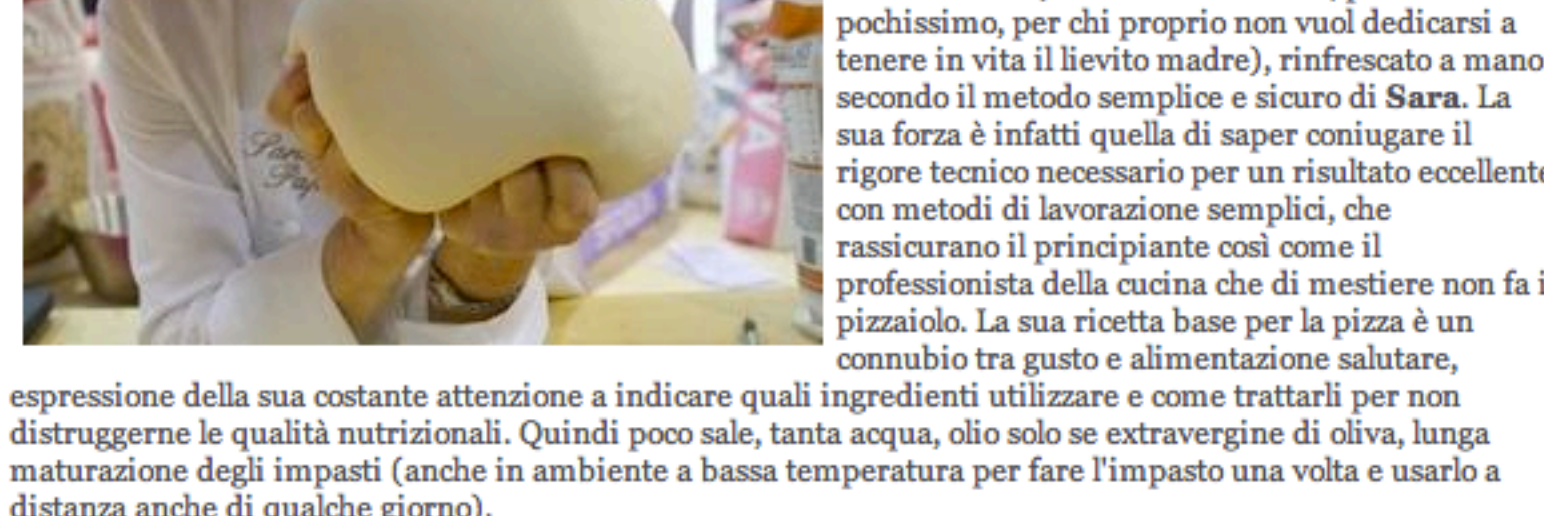 pochissimo, per chi proprio non vuol dedicarsi a
tenere in vita il lievito madre), rinfrescato a mano
secondo il metodo semplice e sicuro di Sara. La
sua forza è infatti quella di saper coniugare il
rigore tecnico necessario per un risultato eccellente
con metodi di lavorazione semplici, che
rassicurano il principiante così come il
professionista della cucina che di mestiere non fa i
pizzaiolo. La sua ricetta base per la pizza è un
connubio tra gusto e alimentazione salutare,
espressione della sua costante attenzione a indicare quali ingredienti utilizzare e come trattarli per non
distruggerne le qualità nutrizionali. Quindi poco sale, tanta acqua, olio solo se extravergine di oliva, lunga
maturazione degli impasti (anche in ambiente a bassa temperatura per fare l'impasto una volta e usarlo a
distanza anche di qualche giorno).